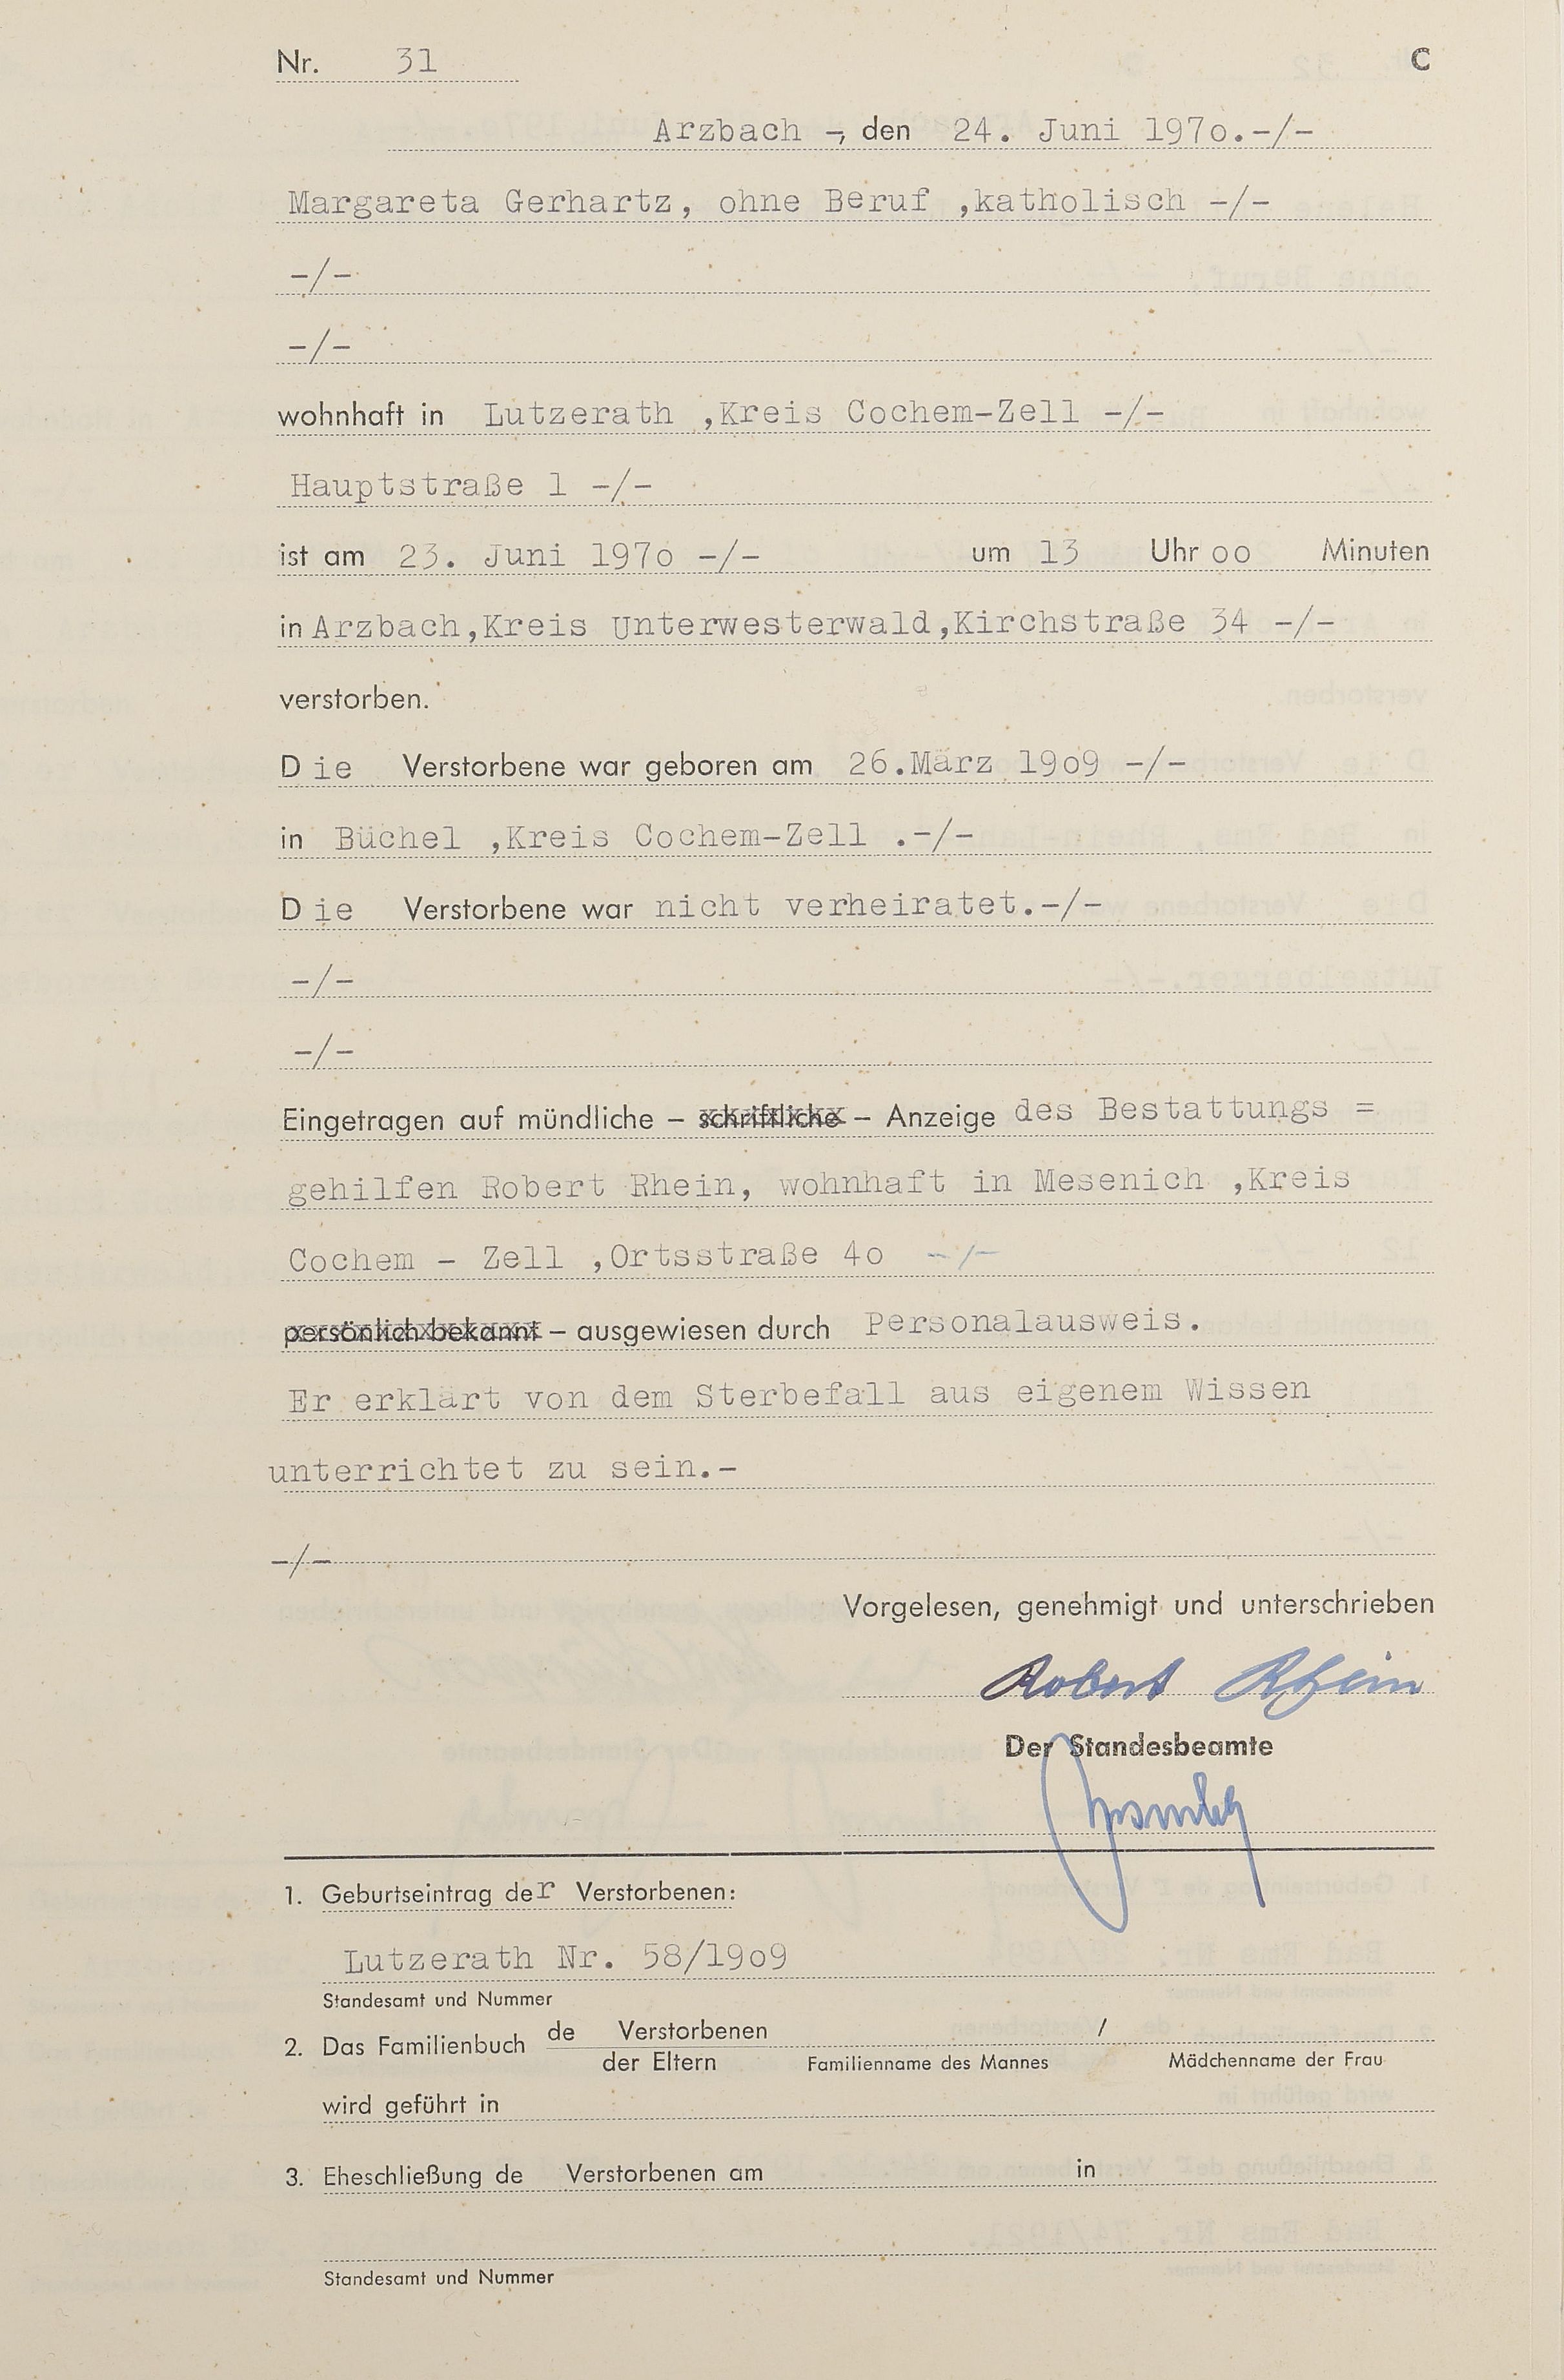 Nr. 31 C
Arzbach -, den 24. Juni 197o.-/-
Margareta Gerhartz, ohne Beruf ,katholisch -/-
-/-
-/-
wohnhaft in Lutzerath ,Kreis Cochem-Zell -/-
Hauptstraße 1 -/-
ist am 23. Juni 197o -/- um 13 Uhr oo Minuten
in Arzbach,Kreis Unterwesterwald,Kirchstraße 34 -/-
verstorben.
Die Verstorbene war geboren am 26.März 19o9 -/-
in Büchel ,Kreis Cochem-Zell .-/-
Die Verstorbene war nicht verheiratet.-/-
-/-
-/-
Eingetragen auf mündliche – schriftliche – Anzeige des Bestattungs =
gehilfen Robert Rhein, wohnhaft in Mesenich ,Kreis
Cochem - Zell ,Ortsstraße 4o -/-
persönlich bekannt – ausgewiesen durch Personalausweis.
Er erklärt von dem Sterbefall aus eigenem Wissen
unterrichtet zu sein.-
-/-
Vorgelesen, genehmigt und unterschrieben
Robert Rhein
Der Standesbeamte
1. Geburtseintrag der Verstorbenen:
Lutzerath Nr. 58/19o9
Standesamt und Nummer
2. Das Familienbuch de Verstorbenen /
der Eltern Familienname des Mannes Mädchenname der Frau
wird geführt in
3. Eheschließung de Verstorbenen am in
Standesamt und Nummer